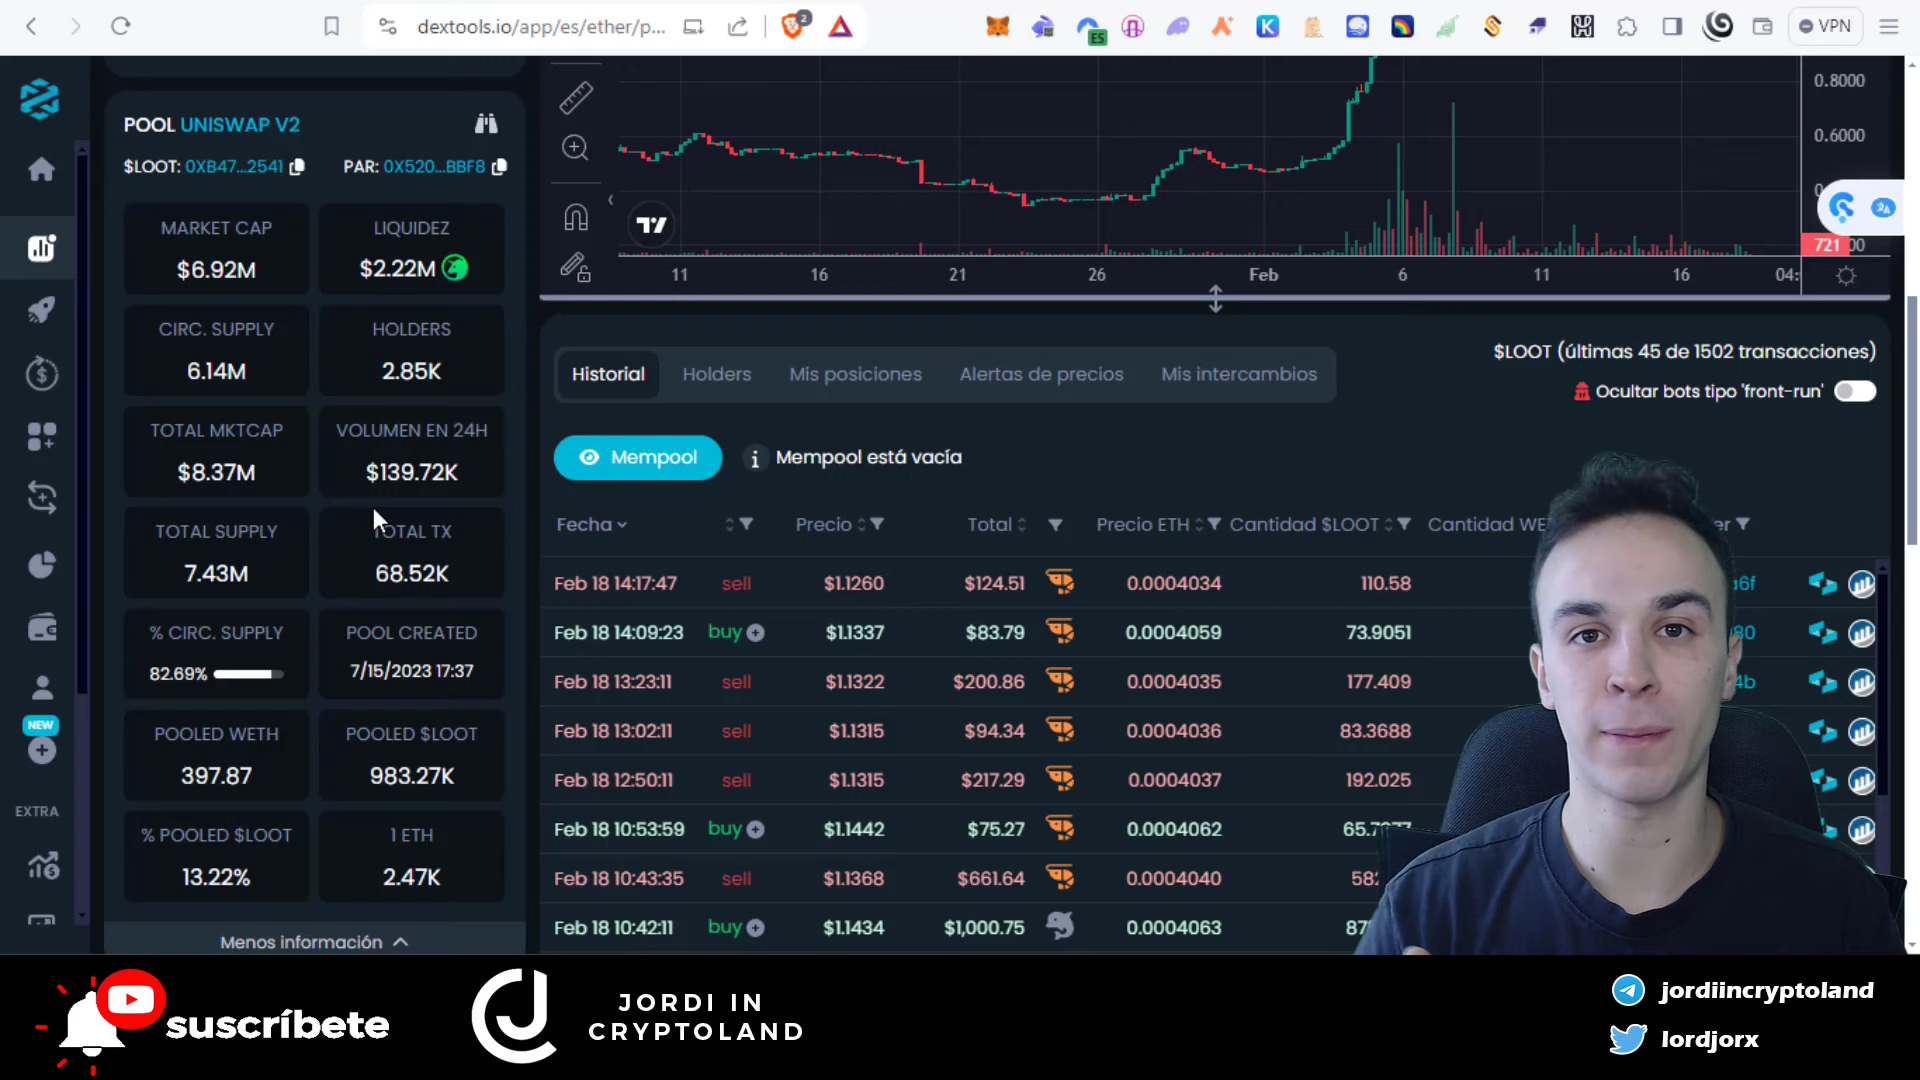 dextools.io/app/es/ether/p...
2
ES
VPN
POOL UNISWAP V2
$LOOT: 0XB47...2541
PAR: 0X520...BBF8
MARKET CAP
$6.92M
LIQUIDEZ
$2.22M
CIRC. SUPPLY
6.14M
HOLDERS
2.85K
TOTAL MKTCAP
$8.37M
VOLUMEN EN 24H
$139.72K
TOTAL SUPPLY
7.43M
TOTAL TX
68.52K
% CIRC. SUPPLY
82.69%
POOL CREATED
7/15/2023 17:37
POOLED WETH
397.87
POOLED $LOOT
983.27K
% POOLED $LOOT
13.22%
1 ETH
2.47K
Menos información
NEW
EXTRA
0.8000
0.6000
721
11 16 21 26 Feb 6 11 16 04:
Historial Holders Mis posiciones Alertas de precios Mis intercambios
$LOOT (últimas 45 de 1502 transacciones)
Ocultar bots tipo 'front-run'
Mempool
Mempool está vacía
Fecha Precio Total Precio ETH Cantidad $LOOT Cantidad WE er
Feb 18 14:17:47 sell $1.1260 $124.51 0.0004034 110.58 a6f
Feb 18 14:09:23 buy $1.1337 $83.79 0.0004059 73.9051
Feb 18 13:23:11 sell $1.1322 $200.86 0.0004035 177.409 4b
Feb 18 13:02:11 sell $1.1315 $94.34 0.0004036 83.3688
Feb 18 12:50:11 sell $1.1315 $217.29 0.0004037 192.025
Feb 18 10:53:59 buy $1.1442 $75.27 0.0004062
Feb 18 10:43:35 sell $1.1368 $661.64 0.0004040
Feb 18 10:42:11 buy $1.1434 $1,000.75 0.0004063
suscríbete
JORDI IN
CRYPTOLAND
jordiincryptoland
lordjorx